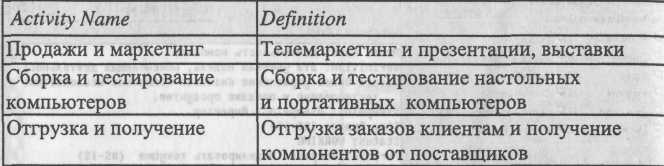 Activity Name Definition
Продажи и маркетинг Телемаркетинг и презентации, выставки
Сборка и тестирование Сборка и тестирование настольных
компьютеров и портативных компьютеров
Отгрузка и получение Отгрузка заказов клиентам и получение
компонентов от поставщиков